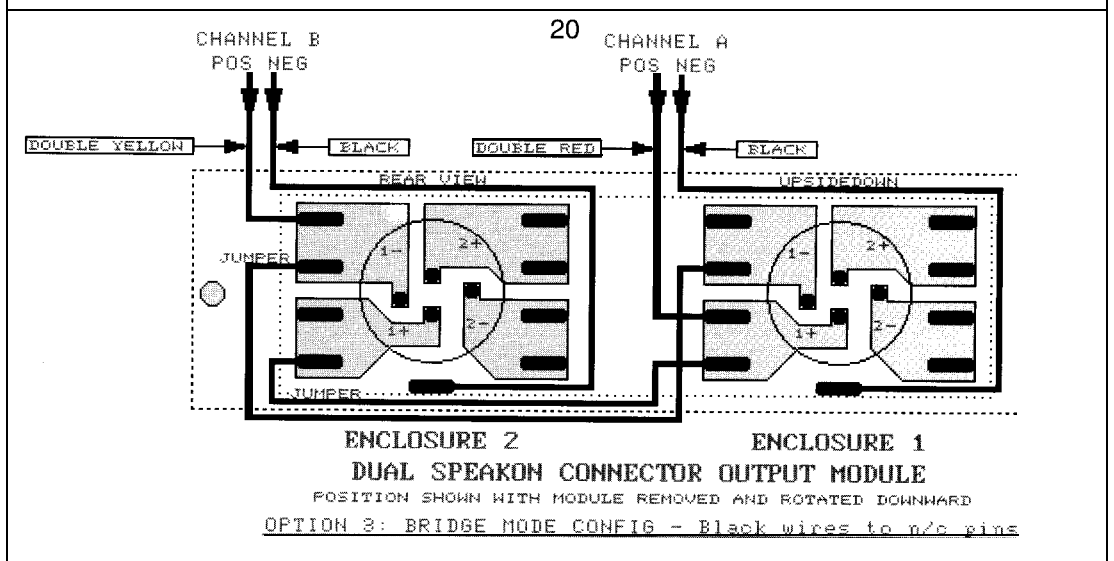 20
CHANNEL B
POS NEG
CHANNEL A
POS NEG
DOUBLE YELLOW
BLACK
DOUBLE RED
BLACK
REAR VIEW
UPSIDEDOWN
1-
2+
1-
2+
JUMPER
1+
2-
1+
2-
JUMPER
ENCLOSURE 2
ENCLOSURE 1
DUAL SPEAKON CONNECTOR OUTPUT MODULE
POSITION SHOWN WITH MODULE REMOVED AND ROTATED DOWNWARD
OPTION 3: BRIDGE MODE CONFIG - Black wires to n/c pins